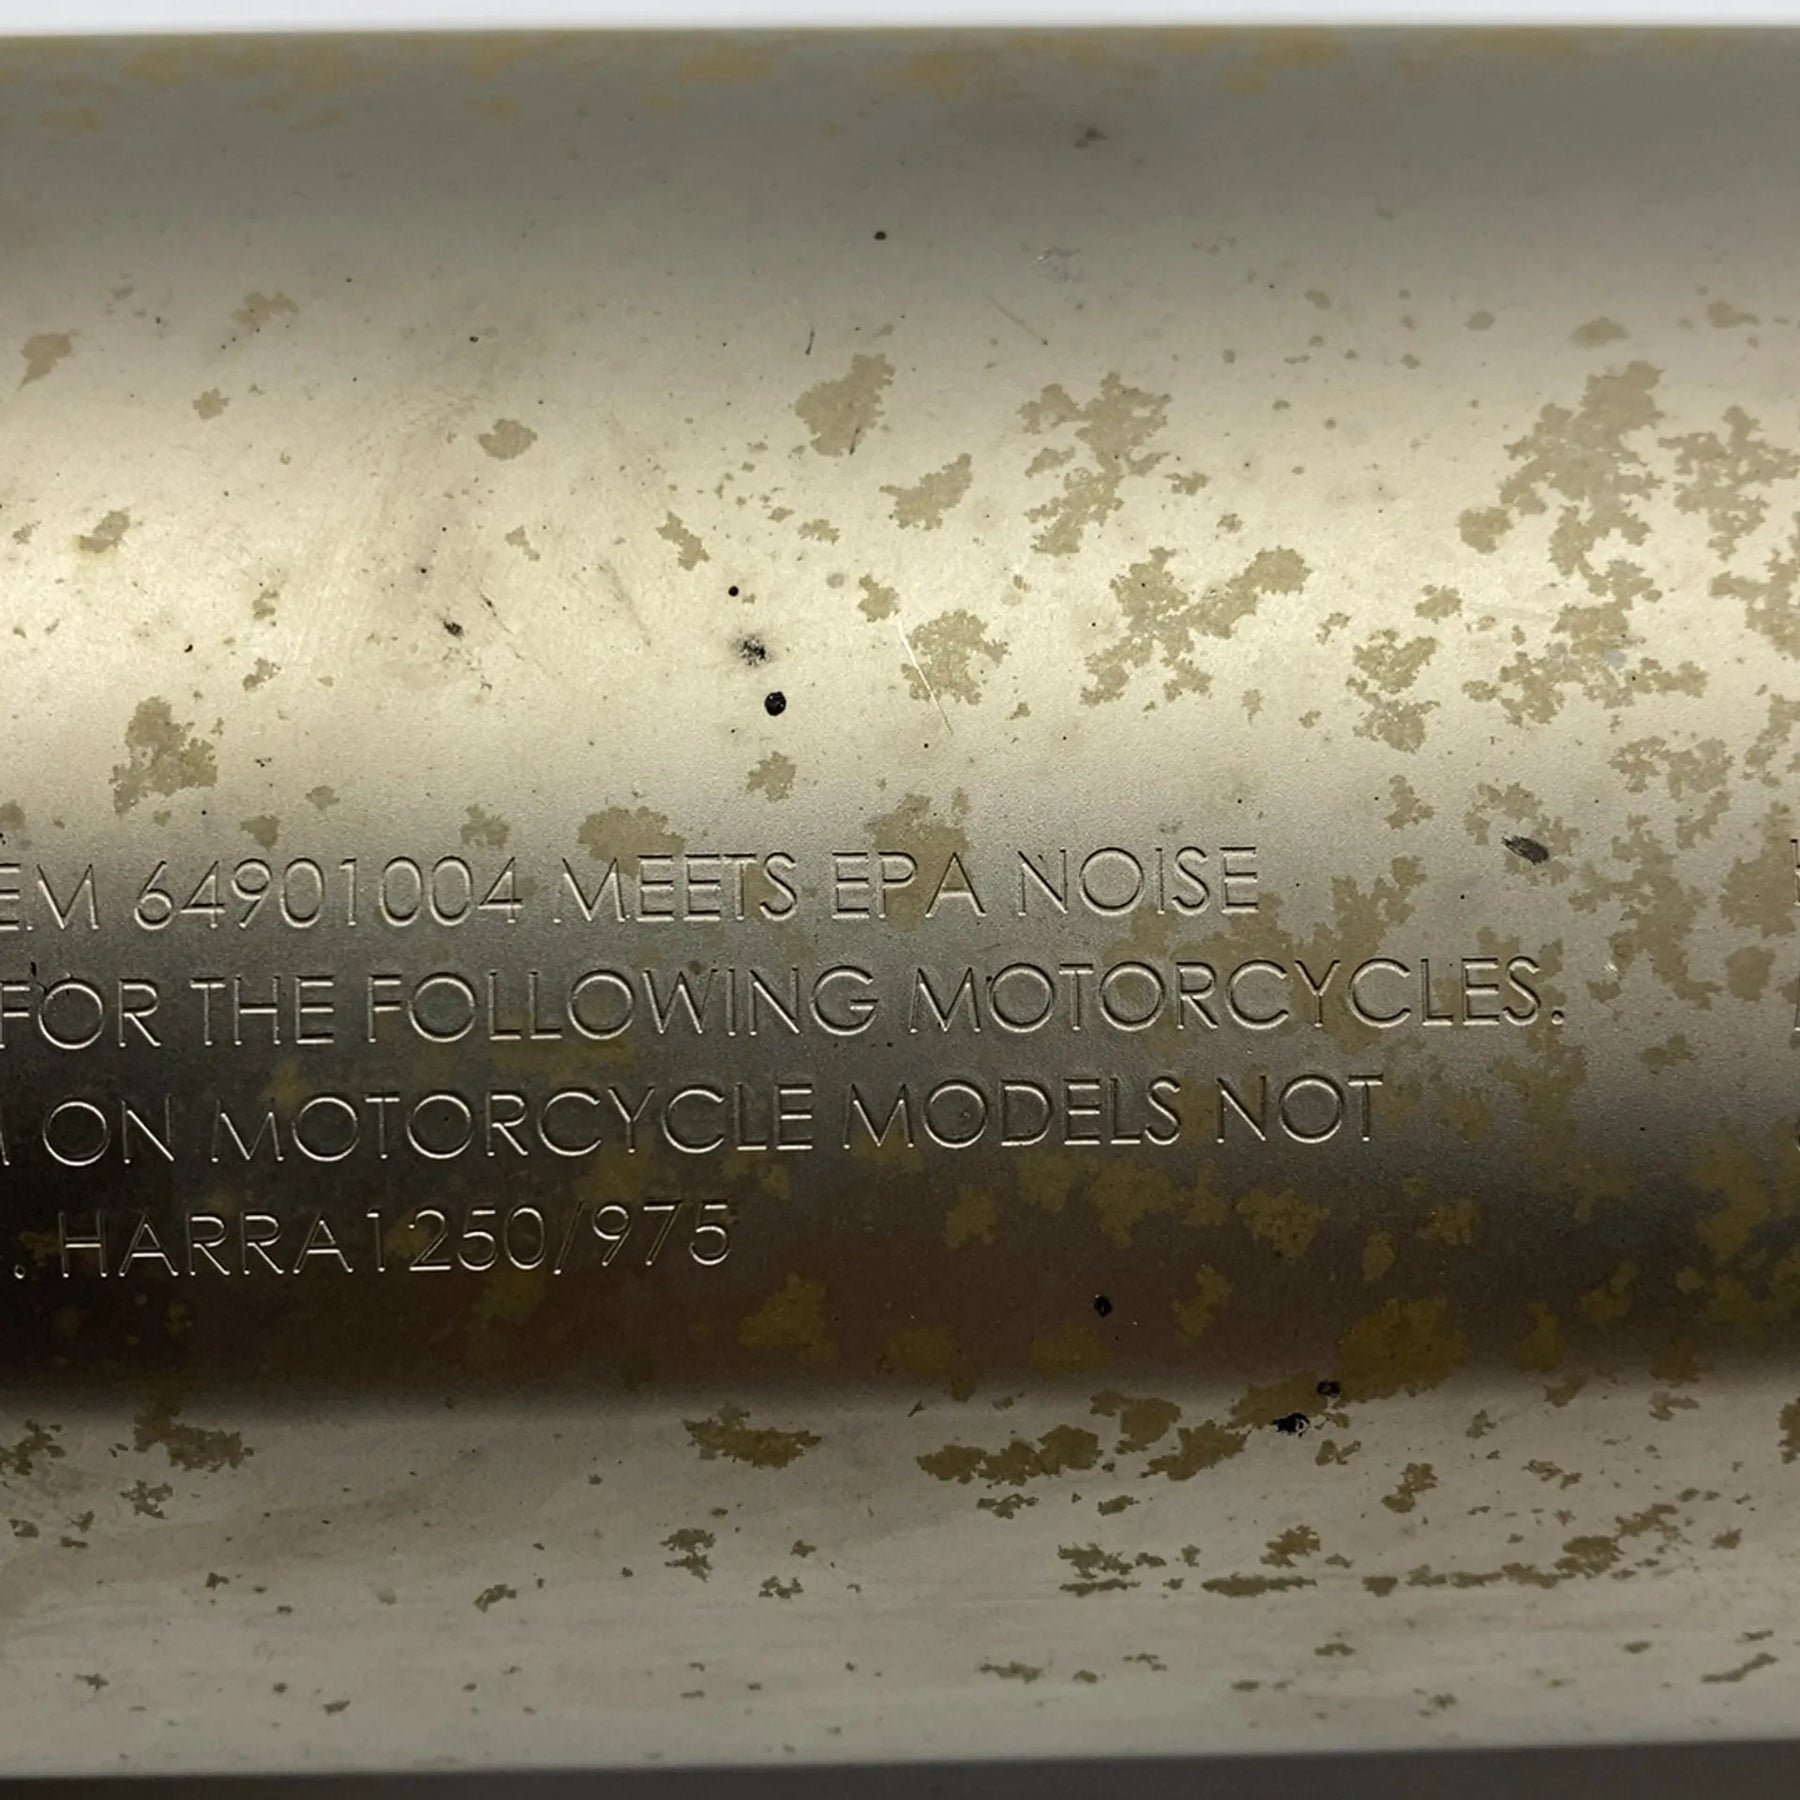 EM 64901004 MEETS EPA NOISE
FOR THE FOLLOWING MOTORCYCLES.
ON MOTORCYCLE MODELS NOT
. HARRA1250/975